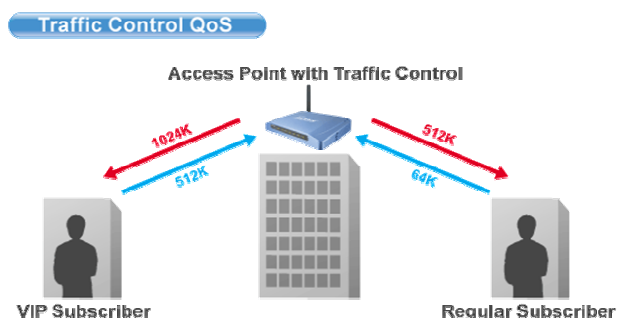 Traffic Control QoS
Access Point with Traffic Control
1024K
512K
512K
64K
VIP Subscriber
Regular Subscriber